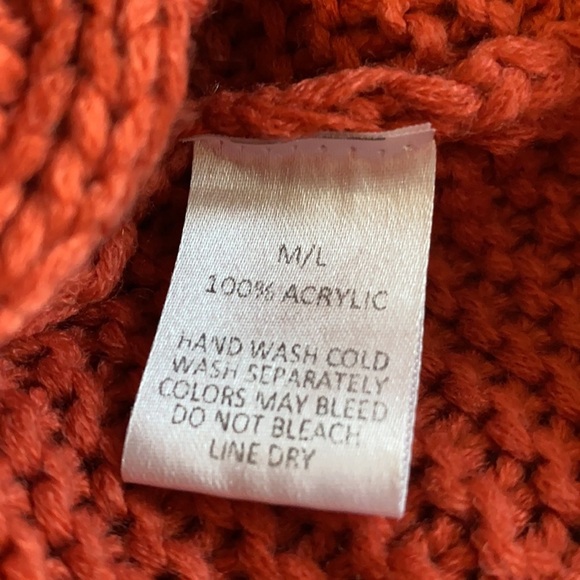 M/L
100% ACRYLIC
HAND WASH COLD
WASH SEPARATELY
COLORS MAY BLEED
DO NOT BLEACH
LINE DRY